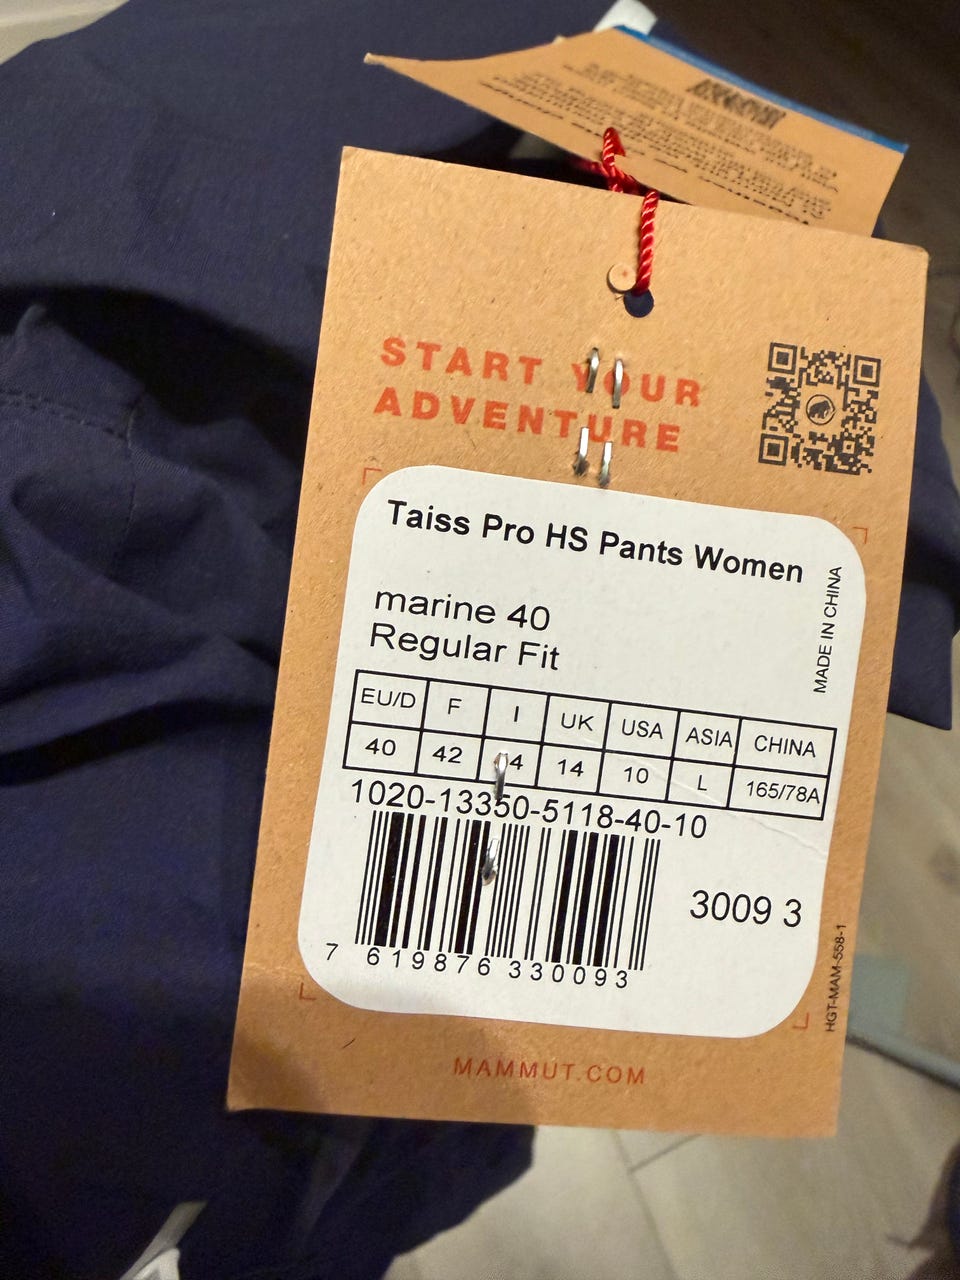 START YOUR
ADVENTURE
Taiss Pro HS Pants Women
marine 40
Regular Fit
MADE IN CHINA
EU/D F I UK USA ASIA CHINA
40 42 14 10 L 165/78A
1020-13350-5118-40-10
3009 3
7 619876 330093
HGT-MAM-558-1
MAMMUT.COM